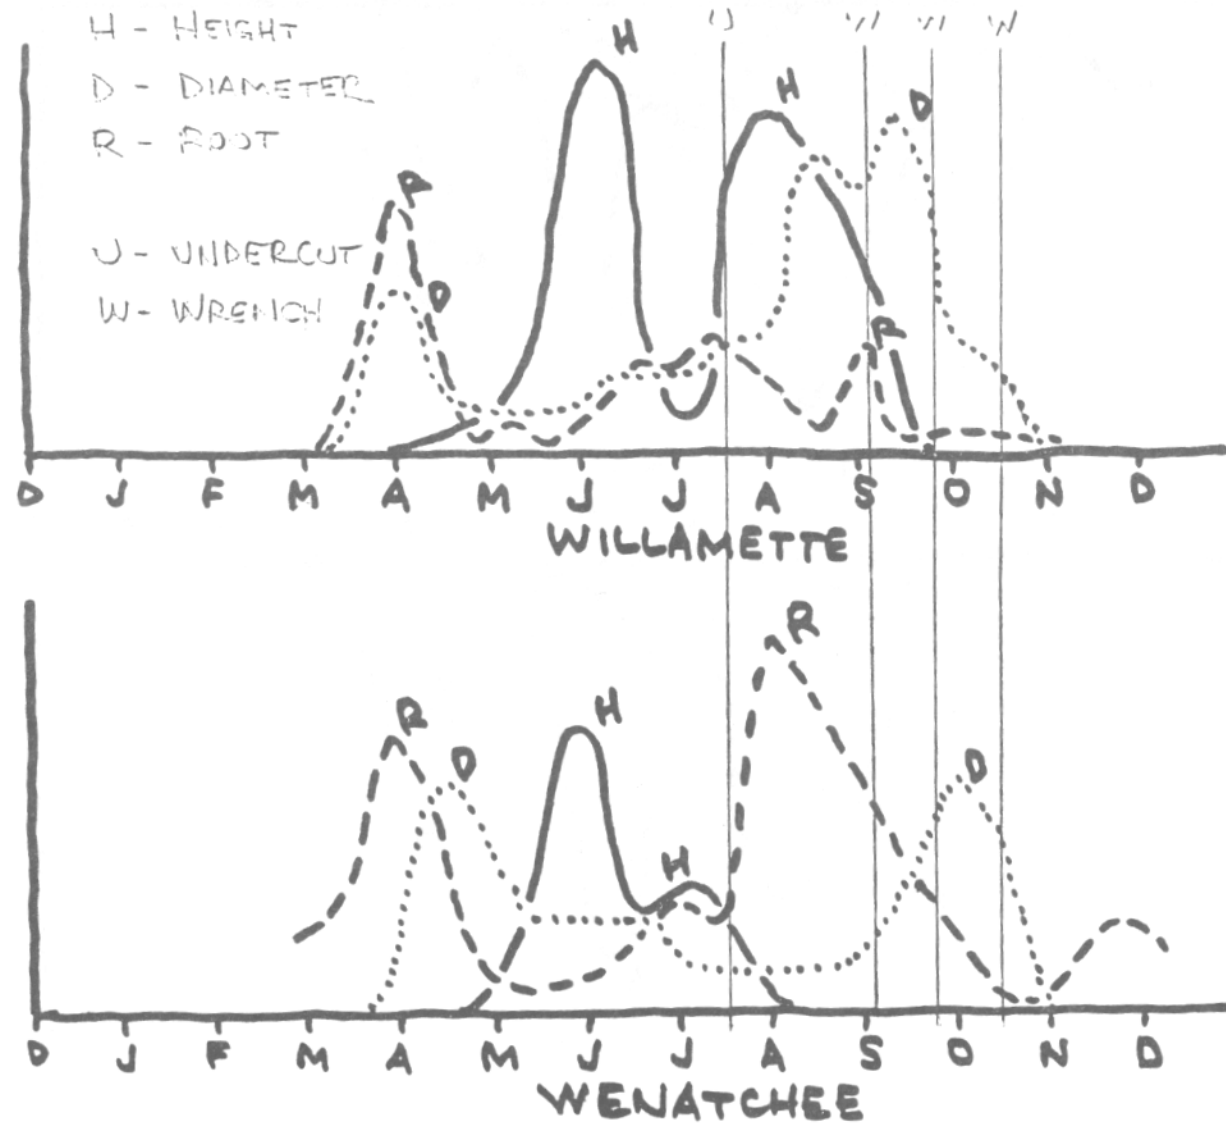 H - HEIGHT
D - DIAMETER
R - ROOT
U - UNDERCUT
W - WRENCH
U W W W
H
H
D
R
D
R
D J F M A M J J A S O N D
WILLAMETTE
R
R
H
D
D
H
D J F M A M J J A S O N D
WENATCHEE